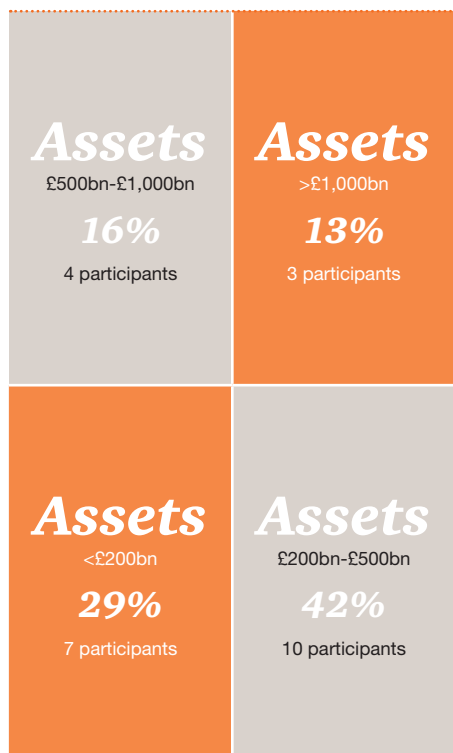 Assets
£500bn-£1,000bn
16%
4 participants
Assets
>£1,000bn
13%
3 participants
Assets
<£200bn
29%
7 participants
Assets
£200bn-£500bn
42%
10 participants